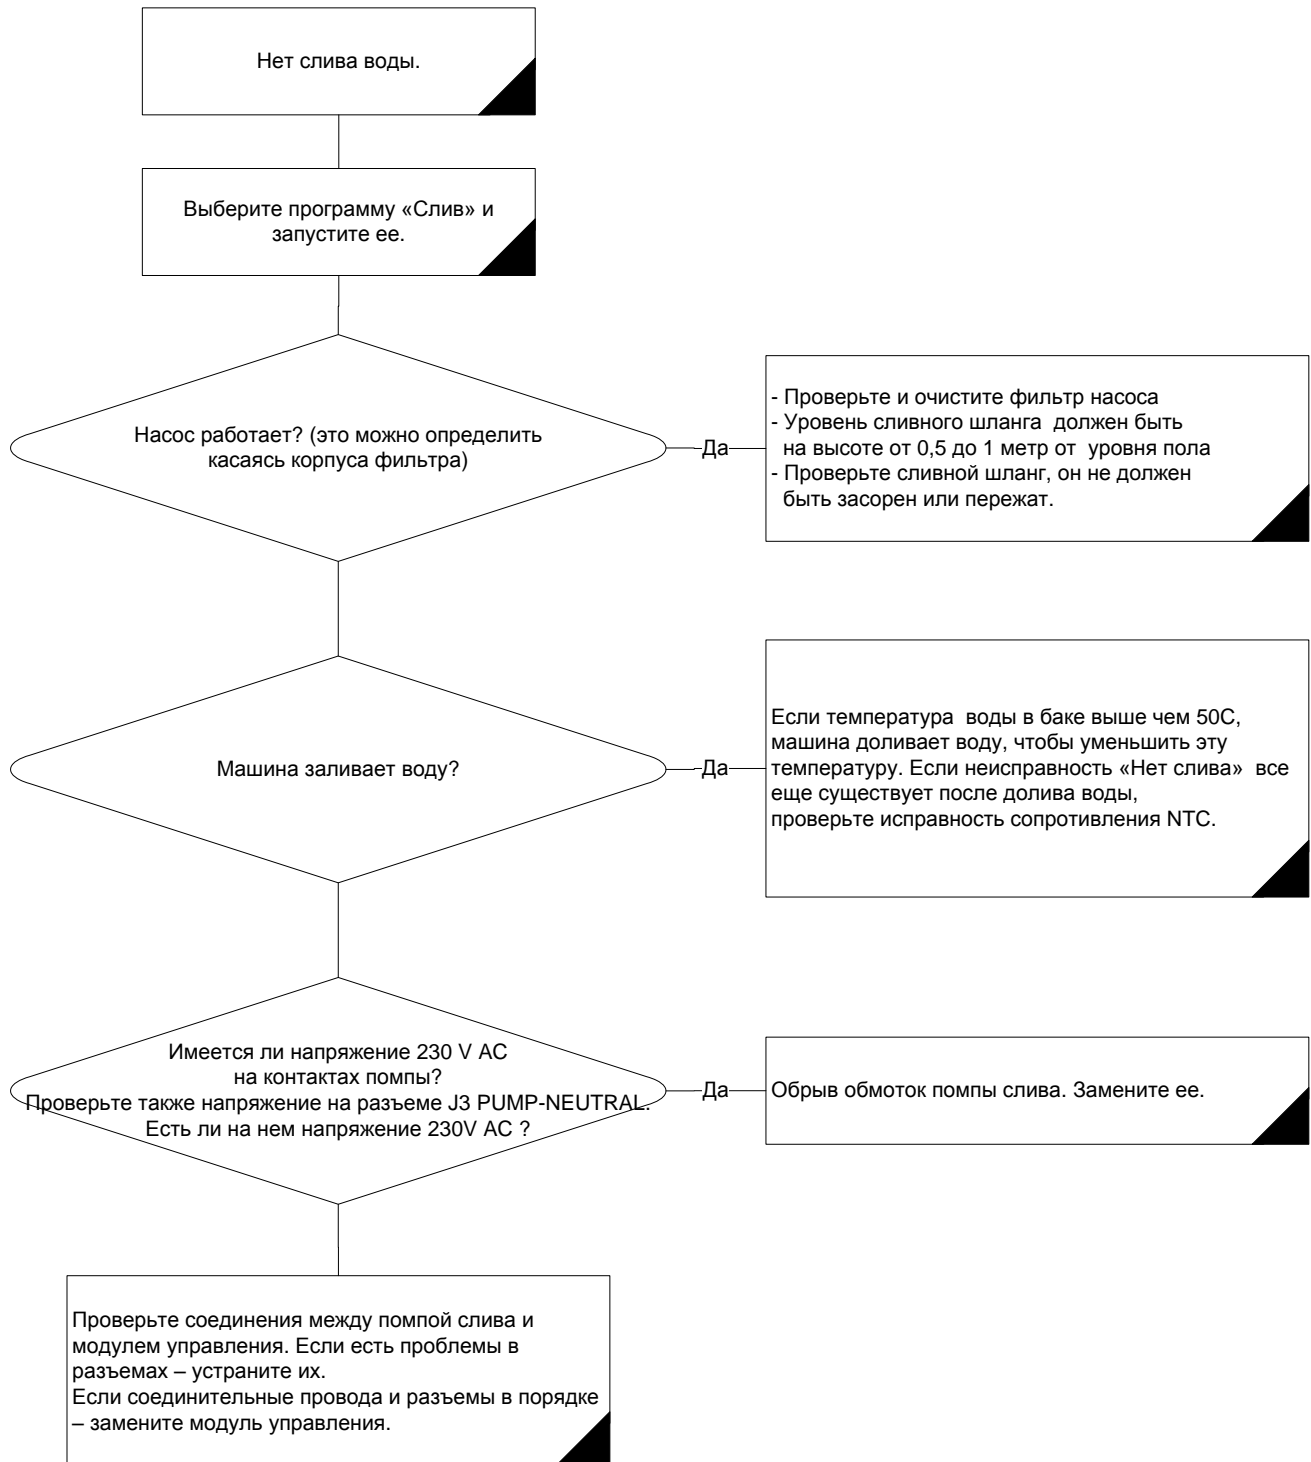 Нет слива воды.
Выберите программу «Слив» и
запустите ее.
Насос работает? (это можно определить
касаясь корпуса фильтра)
Да
- Проверьте и очистите фильтр насоса
- Уровень сливного шланга должен быть
на высоте от 0,5 до 1 метр от уровня пола
- Проверьте сливной шланг, он не должен
быть засорен или пережат.
Машина заливает воду?
Да
Если температура воды в баке выше чем 50С,
машина доливает воду, чтобы уменьшить эту
температуру. Если неисправность «Нет слива» все
еще существует после долива воды,
проверьте исправность сопротивления NTC.
Имеется ли напряжение 230 V AC
на контактах помпы?
Проверьте также напряжение на разъеме J3 PUMP-NEUTRAL.
Есть ли на нем напряжение 230V AC ?
Да
Обрыв обмоток помпы слива. Замените ее.
Проверьте соединения между помпой слива и
модулем управления. Если есть проблемы в
разъемах – устраните их.
Если соединительные провода и разъемы в порядке
– замените модуль управления.